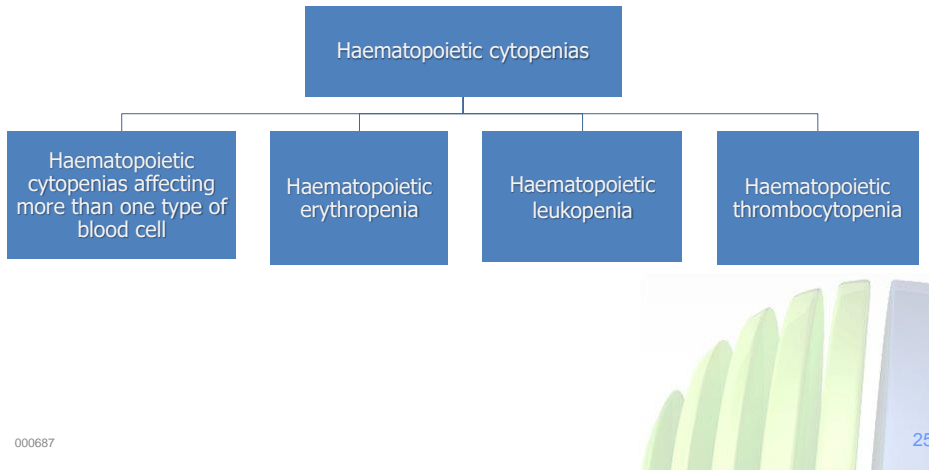 Haematopoietic cytopenias
Haematopoietic
cytopenias affecting
more than one type of
blood cell
Haematopoietic
erythropenia
Haematopoietic
leukopenia
Haematopoietic
thrombocytopenia
000687
25